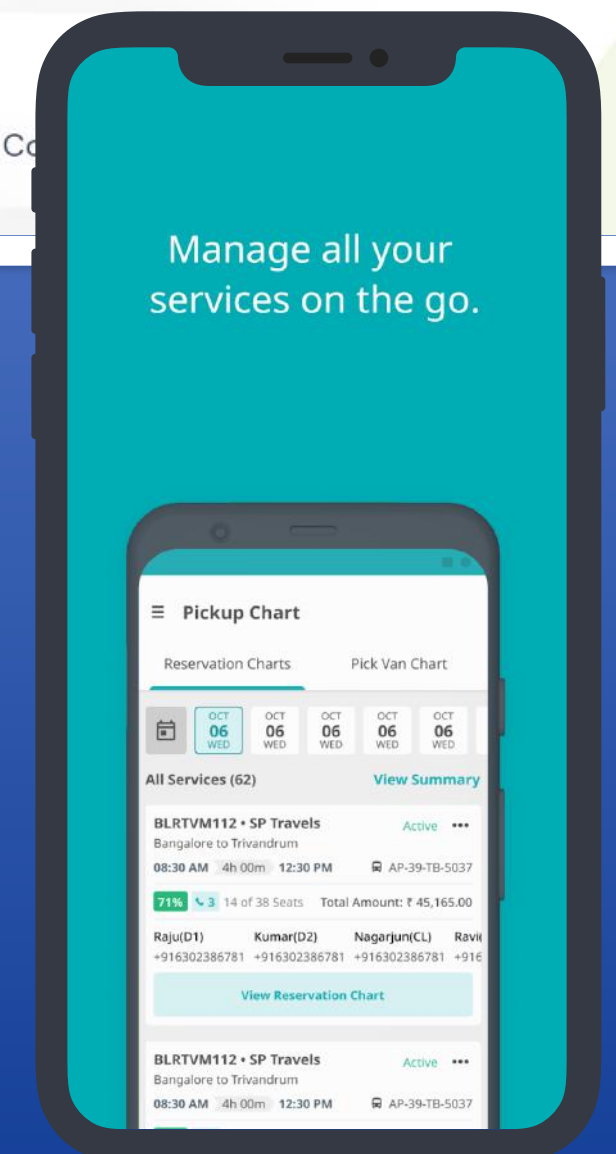 Co
Manage all your
services on the go.
≡ Pickup Chart
Reservation Charts Pick Van Chart
OCT OCT OCT OCT OCT
06 06 06 06 06
WED WED WED WED WED
All Services (62) View Summary
BLRTVM112 • SP Travels Active •••
Bangalore to Trivandrum
08:30 AM 4h 00m 12:30 PM AP-39-TB-5037
71% 3 14 of 38 Seats Total Amount: ₹ 45,165.00
Raju(D1) Kumar(D2) Nagarjun(CL) Ravi
+916302386781 +916302386781 +916302386781 +916
View Reservation Chart
BLRTVM112 • SP Travels Active •••
Bangalore to Trivandrum
08:30 AM 4h 00m 12:30 PM AP-39-TB-5037